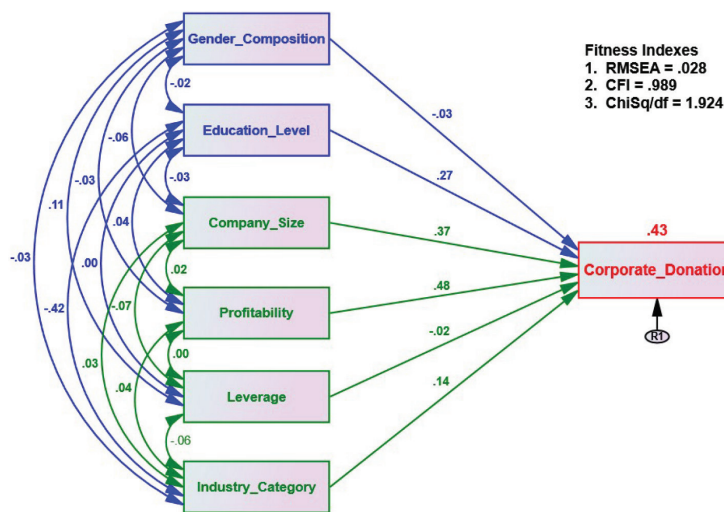 Gender_Composition
Fitness Indexes
1. RMSEA = .028
2. CFI = .989
3. ChiSq/df = 1.924
-.02
-.03
Education_Level
-.06
.27
-.03
-.03
Company_Size
.11
.04
.37
.43
-.03
.00
.02
Corporate_Donation
.48
-.42
-.07
Profitability
-.02
R1
.03
.04
.00
.14
Leverage
-.06
Industry_Category